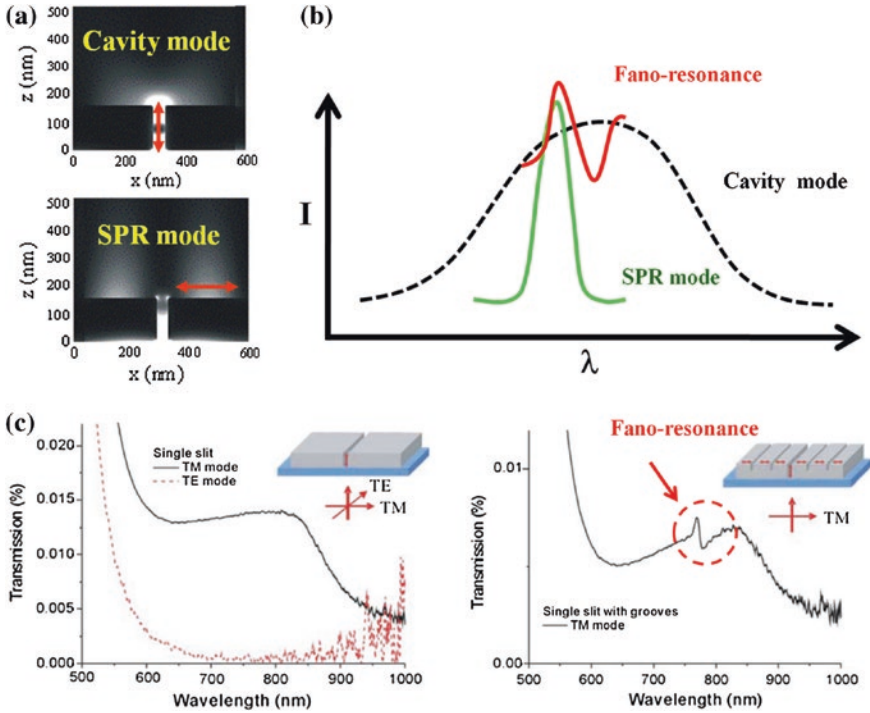 (a)
Cavity mode
z (nm)
500
400
300
200
100
0
0
200
400
600
x (nm)
SPR mode
z (nm)
500
400
300
200
100
0
0
200
400
600
x (nm)
(b)
Fano-resonance
Cavity mode
SPR mode
I
λ
(c)
Transmission (%)
0.020
0.015
0.010
0.005
0.000
Single slit
TM mode
TE mode
TE
TM
500
600
700
800
900
1000
Wavelength (nm)
Fano-resonance
Transmission (%)
0.01
0.00
TM
Single slit with grooves
TM mode
500
600
700
800
900
1000
Wavelength (nm)